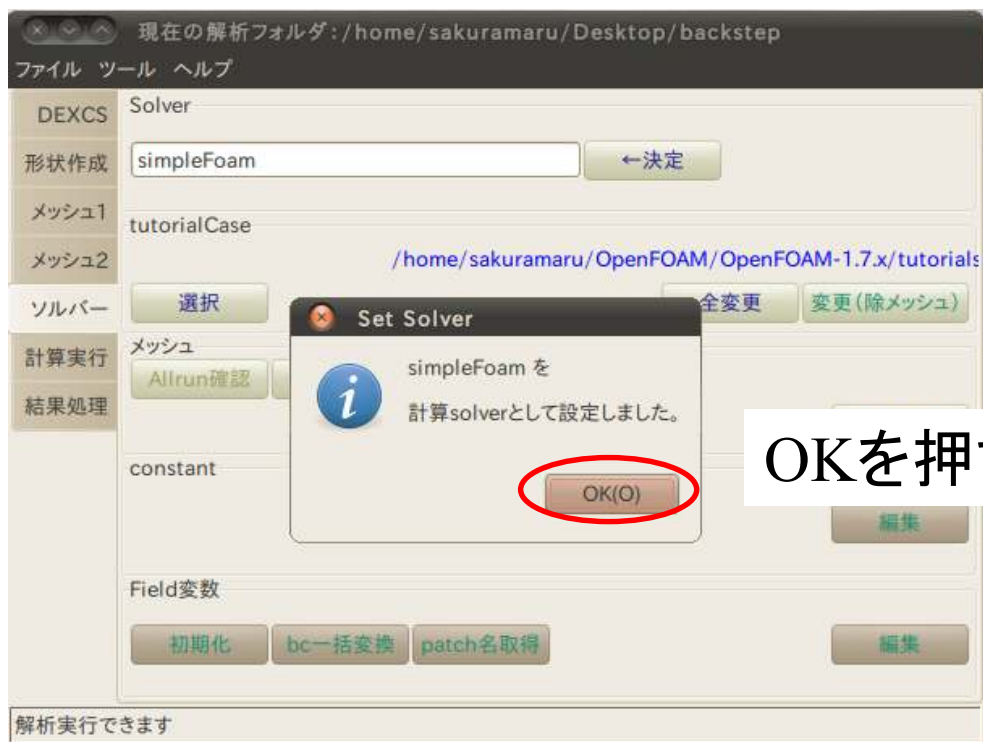 現在の解析フォルダ:/home/sakuramaru/Desktop/backstep
ファイル ツール ヘルプ
DEXCS
形状作成
メッシュ1
メッシュ2
ソルバー
計算実行
結果処理
Solver
simpleFoam
←決定
tutorialCase
/home/sakuramaru/OpenFOAM/OpenFOAM-1.7.x/tutorials
選択
全変更
変更(除メッシュ)
メッシュ
Allrun確認
Set Solver
simpleFoam を
計算solverとして設定しました。
OK(O)
OKを押す
constant
編集
Field変数
初期化
bc一括変換
patch名取得
編集
解析実行できます